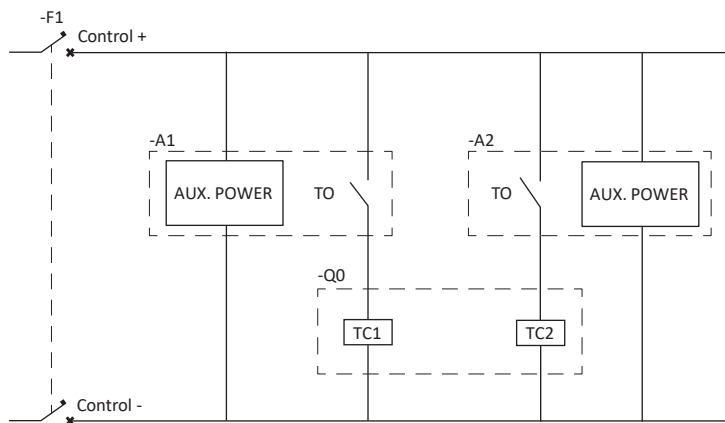 -F1
Control +
-A1
-A2
AUX. POWER
TO
TO
AUX. POWER
-Q0
TC1
TC2
Control -